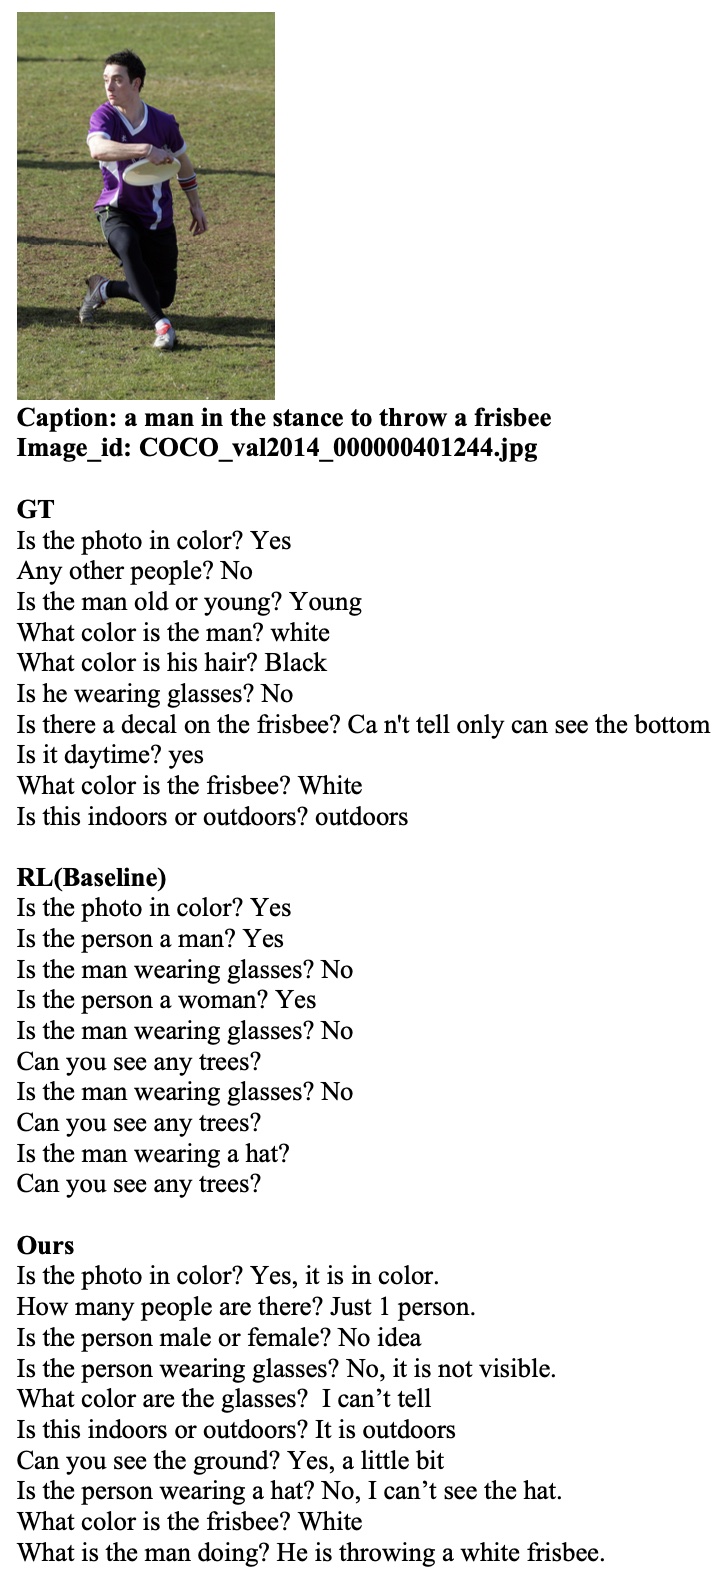 Caption: a man in the stance to throw a frisbee
Image_id: COCO_val2014_000000401244.jpg
GT
Is the photo in color? Yes
Any other people? No
Is the man old or young? Young
What color is the man? white
What color is his hair? Black
Is he wearing glasses? No
Is there a decal on the frisbee? Ca n't tell only can see the bottom
Is it daytime? yes
What color is the frisbee? White
Is this indoors or outdoors? outdoors
RL(Baseline)
Is the photo in color? Yes
Is the person a man? Yes
Is the man wearing glasses? No
Is the person a woman? Yes
Is the man wearing glasses? No
Can you see any trees?
Is the man wearing glasses? No
Can you see any trees?
Is the man wearing a hat?
Can you see any trees?
Ours
Is the photo in color? Yes, it is in color.
How many people are there? Just 1 person.
Is the person male or female? No idea
Is the person wearing glasses? No, it is not visible.
What color are the glasses?  I can’t tell
Is this indoors or outdoors? It is outdoors
Can you see the ground? Yes, a little bit
Is the person wearing a hat? No, I can’t see the hat.
What color is the frisbee? White
What is the man doing? He is throwing a white frisbee.